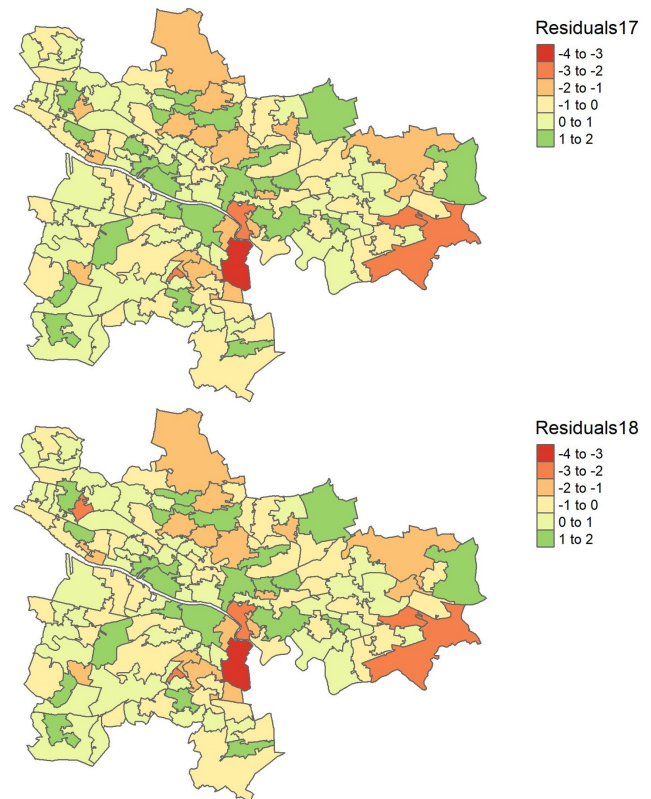 Residuals17
-4 to -3
-3 to -2
-2 to -1
-1 to 0
0 to 1
1 to 2
Residuals18
-4 to -3
-3 to -2
-2 to -1
-1 to 0
0 to 1
1 to 2